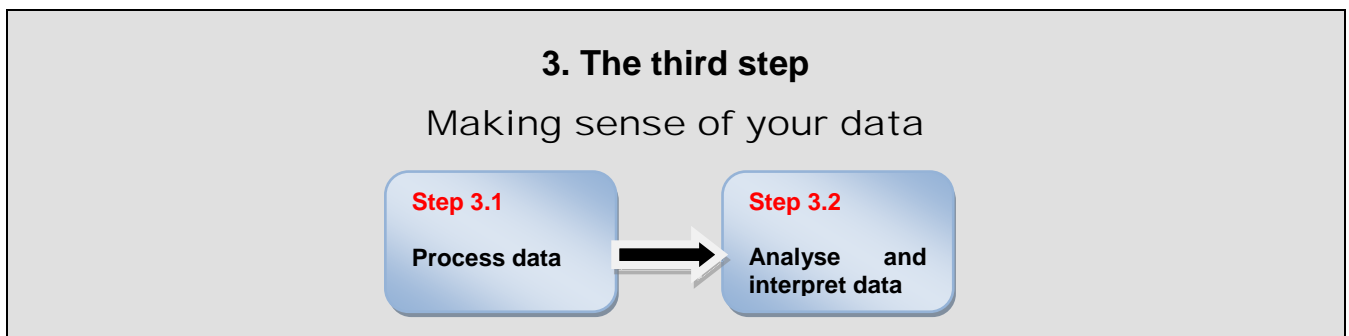 3. The third step
Making sense of your data
Step 3.1
Process data
Step 3.2
Analyse and
interpret data